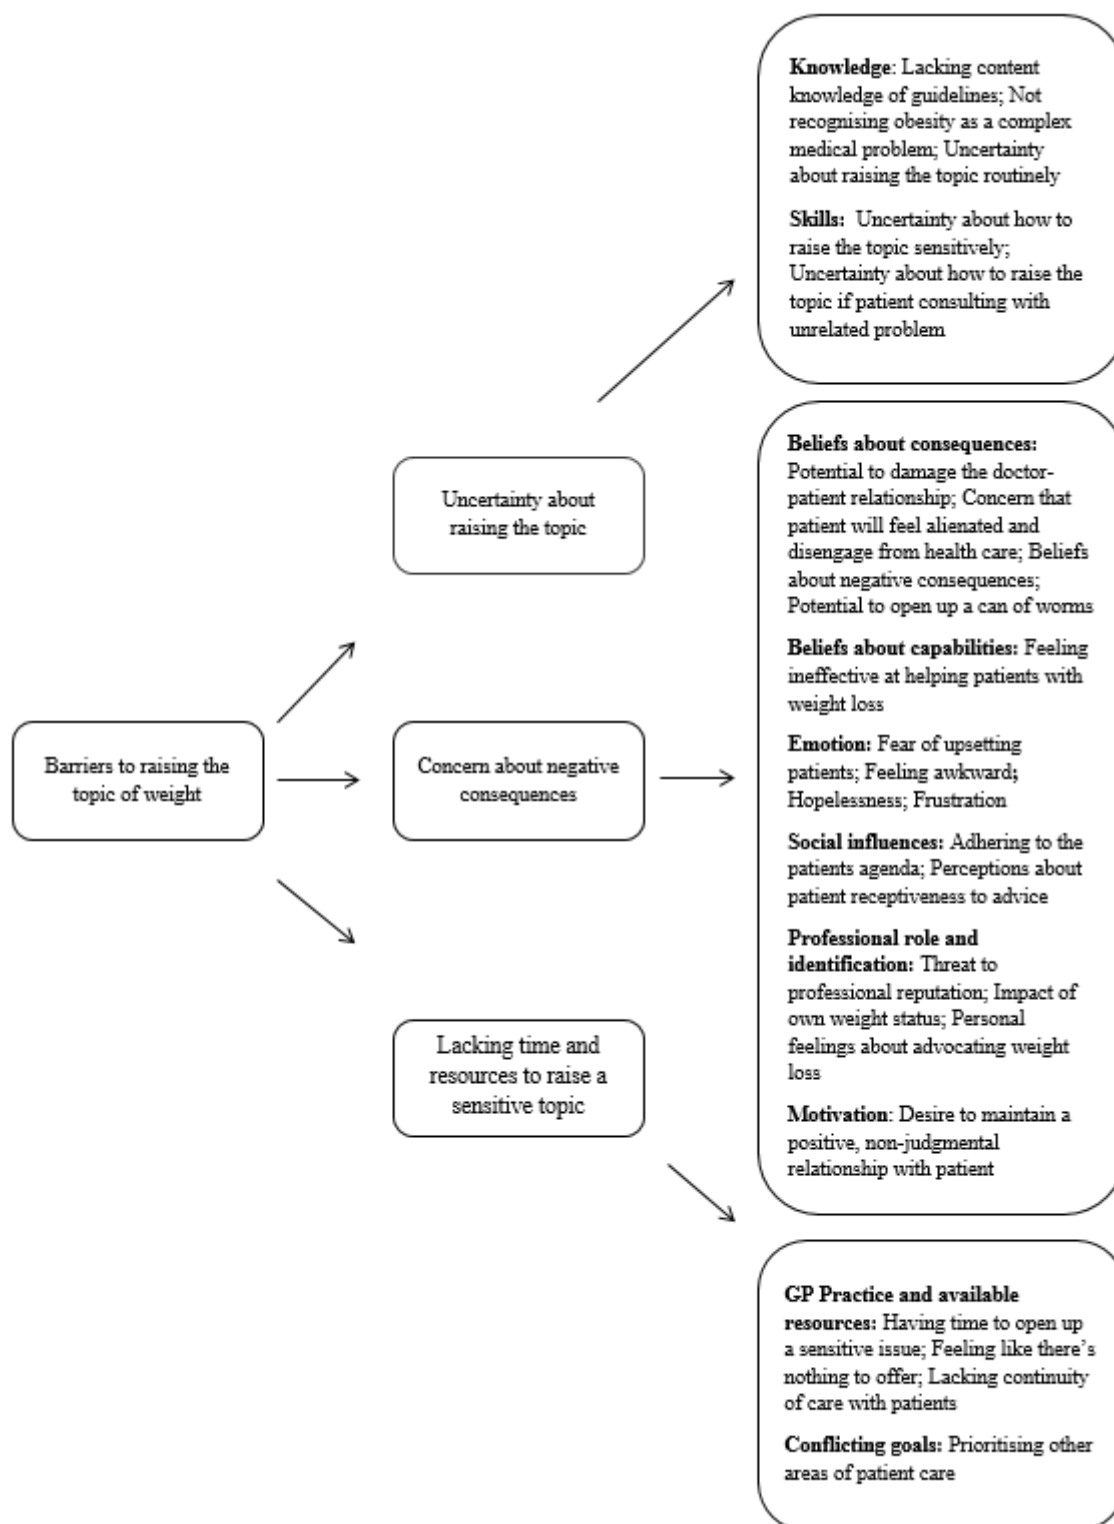 Knowledge: Lacking content
knowledge of guidelines; Not
recognising obesity as a complex
medical problem; Uncertainty
about raising the topic routinely
Skills: Uncertainty about how to
raise the topic sensitively;
Uncertainty about how to raise the
topic if patient consulting with
unrelated problem
Uncertainty about
raising the topic
Barriers to raising the
topic of weight
Concern about negative
consequences
Beliefs about consequences:
Potential to damage the doctor-
patient relationship; Concern that
patient will feel alienated and
disengage from health care; Beliefs
about negative consequences;
Potential to open up a can of worms
Beliefs about capabilities: Feeling
ineffective at helping patients with
weight loss
Emotion: Fear of upsetting
patients; Feeling awkward;
Hopelessness; Frustration
Social influences: Adhering to the
patients agenda; Perceptions about
patient receptiveness to advice
Professional role and
identification: Threat to
professional reputation; Impact of
own weight status; Personal
feelings about advocating weight
loss
Motivation: Desire to maintain a
positive, non-judgmental
relationship with patient
Lacking time and
resources to raise a
sensitive topic
GP Practice and available
resources: Having time to open up
a sensitive issue; Feeling like there’s
nothing to offer; Lacking continuity
of care with patients
Conflicting goals: Prioritising other
areas of patient care